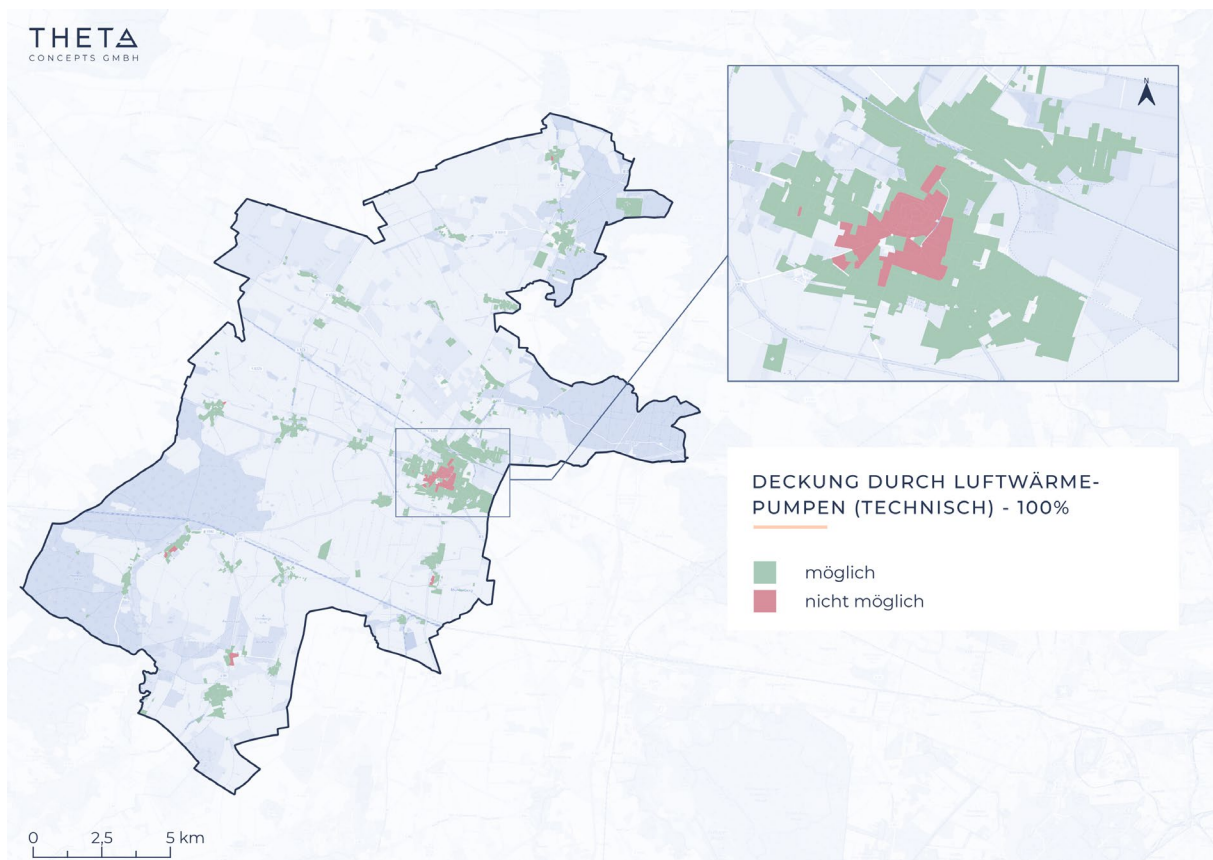 THETA
CONCEPTS GMBH
N
DECKUNG DURCH LUFTWÄRME-
PUMPEN (TECHNISCH) - 100%
möglich
nicht möglich
0 2,5 5 km